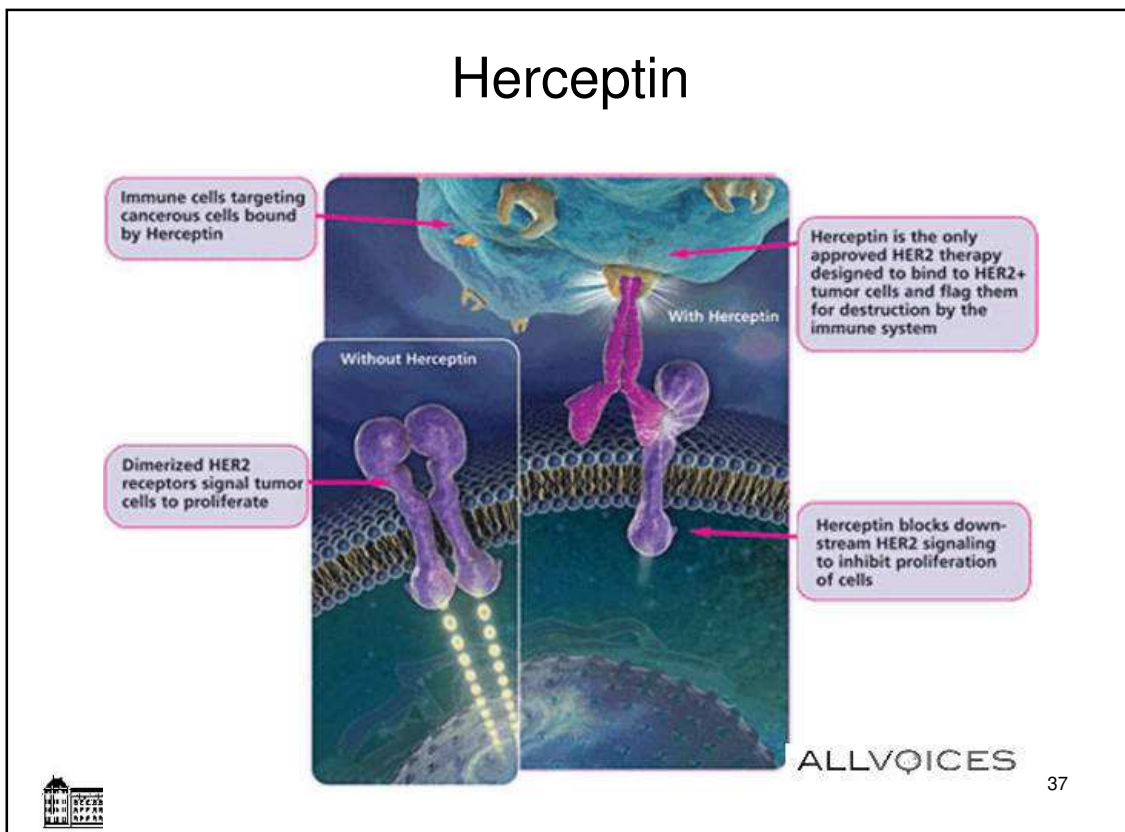 Herceptin
Immune cells targeting
cancerous cells bound
by Herceptin
Herceptin is the only
approved HER2 therapy
designed to bind to HER2+
tumor cells and flag them
for destruction by the
immune system
With Herceptin
Without Herceptin
Dimerized HER2
receptors signal tumor
cells to proliferate
Herceptin blocks down-
stream HER2 signaling
to inhibit proliferation
of cells
ALLVOICES
37